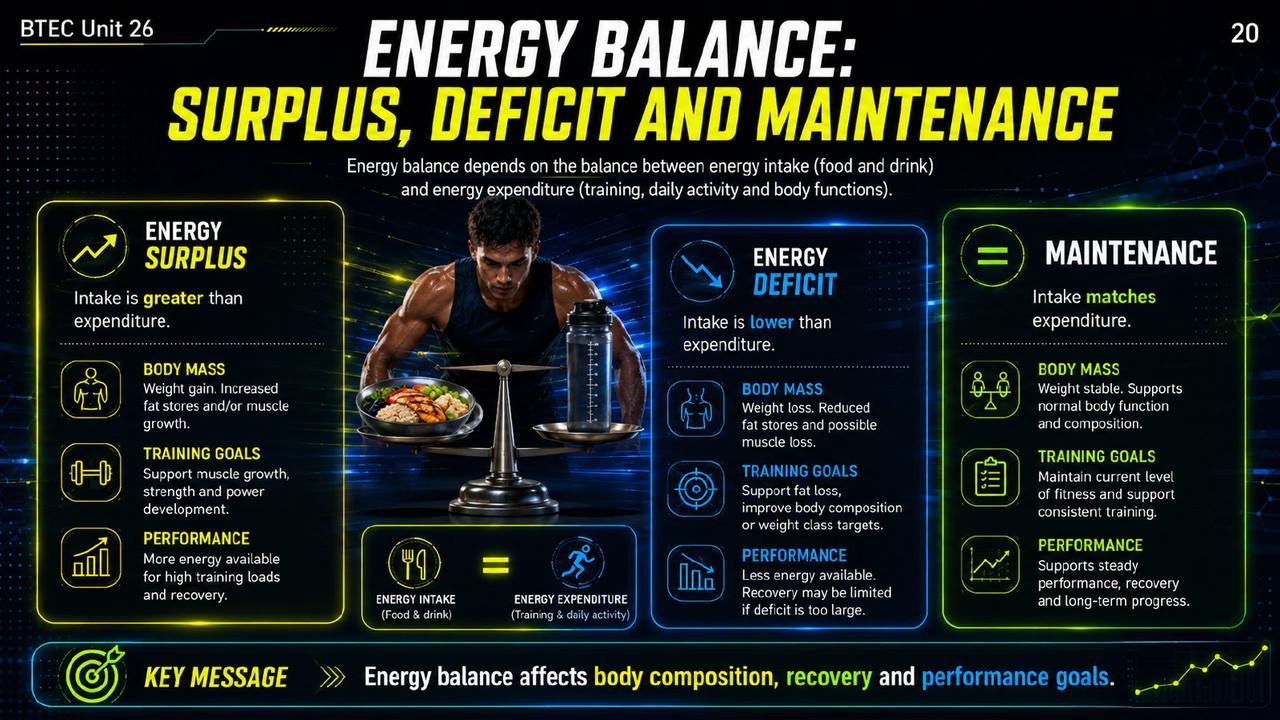 BTEC Unit 26
20
ENERGY BALANCE:
SURPLUS, DEFICIT AND MAINTENANCE
Energy balance depends on the balance between energy intake (food and drink)
and energy expenditure (training, daily activity and body functions).
ENERGY
SURPLUS
Intake is greater than
expenditure.
BODY MASS
Weight gain. Increased
fat stores and/or muscle
growth.
TRAINING GOALS
Support muscle growth,
strength and power
development.
PERFORMANCE
More energy available
for high training loads
and recovery.
ENERGY INTAKE
(Food & drink)
=
ENERGY EXPENDITURE
(Training & daily activity)
ENERGY
DEFICIT
Intake is lower than
expenditure.
BODY MASS
Weight loss. Reduced
fat stores and possible
muscle loss.
TRAINING GOALS
Support fat loss,
improve body composition
or weight class targets.
PERFORMANCE
Less energy available.
Recovery may be limited
if deficit is too large.
=
MAINTENANCE
Intake matches
expenditure.
BODY MASS
Weight stable. Supports
normal body function
and composition.
TRAINING GOALS
Maintain current level
of fitness and support
consistent training.
PERFORMANCE
Supports steady
performance, recovery
and long-term progress.
KEY MESSAGE
Energy balance affects body composition, recovery and performance goals.